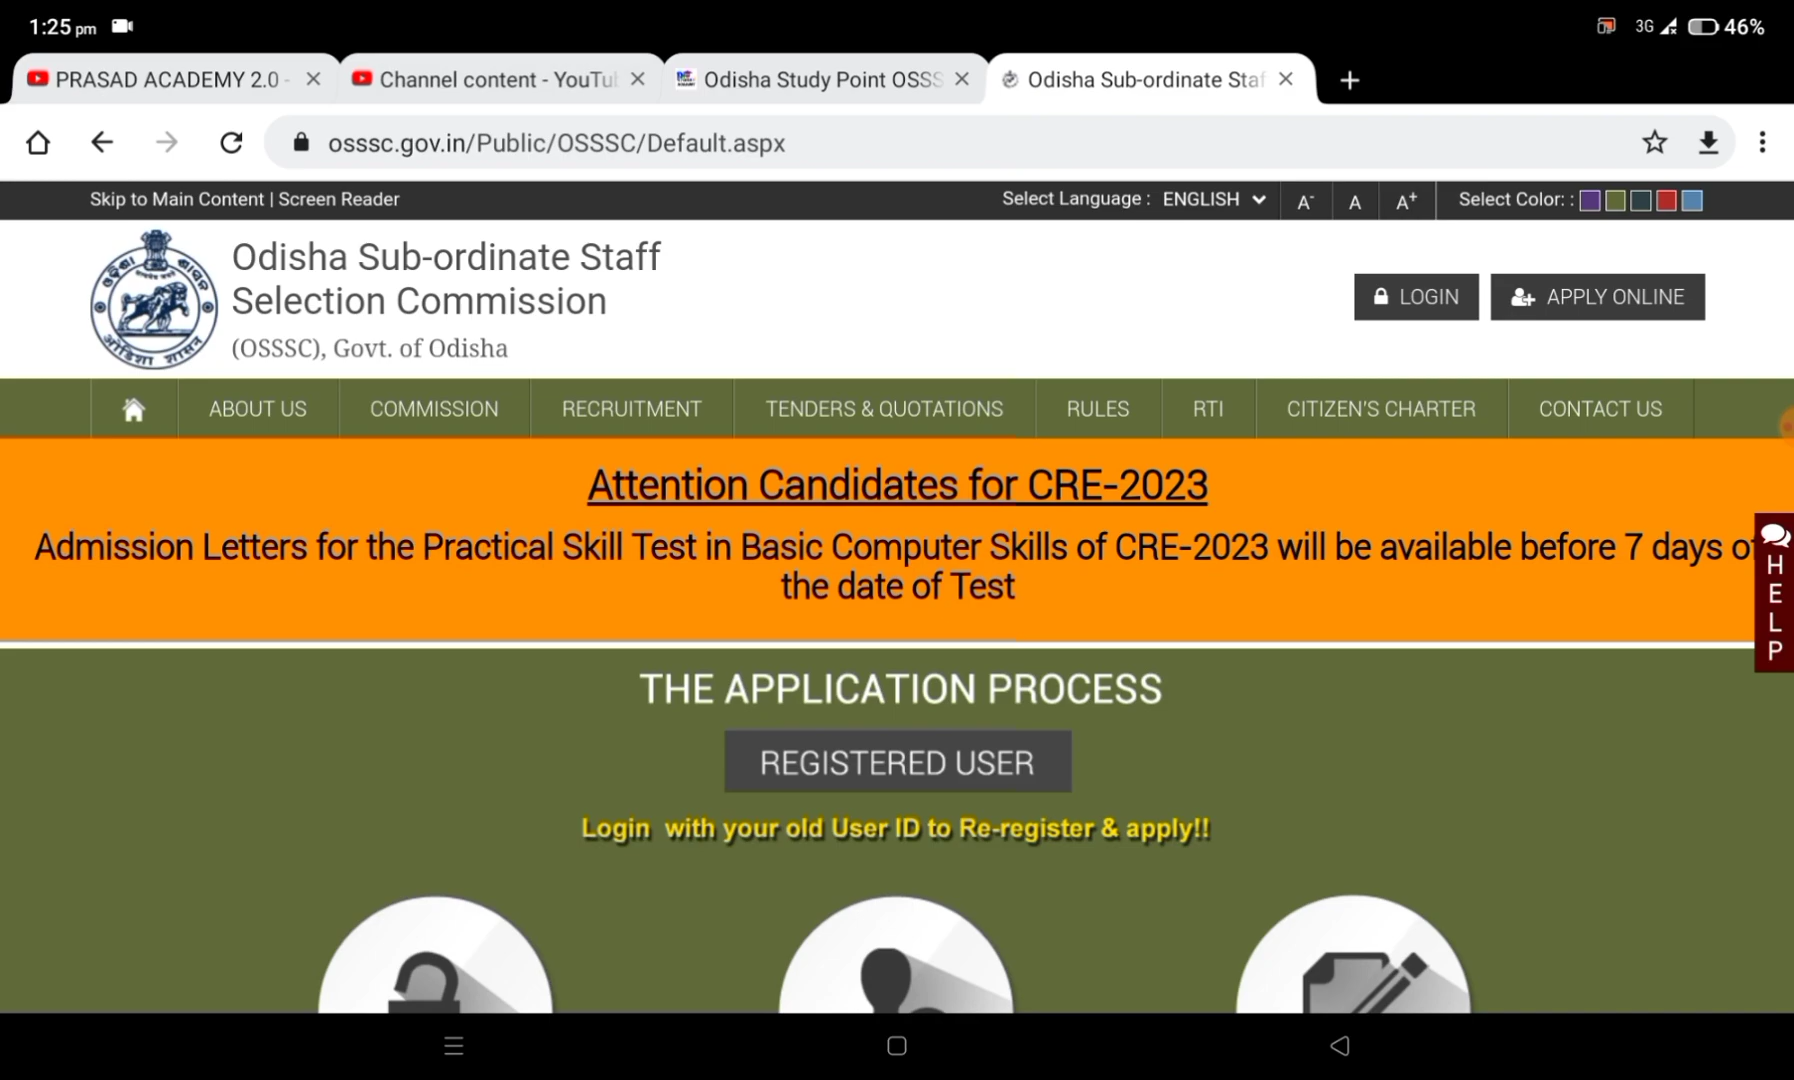 1:25 pm
3G 46%
PRASAD ACADEMY 2.0 -
Channel content - YouTu
Odisha Study Point OSSS
Odisha Sub-ordinate Staf
osssc.gov.in/Public/OSSSC/Default.aspx
Skip to Main Content | Screen Reader
Select Language : ENGLISH
A- A A+
Select Color: :
Odisha Sub-ordinate Staff
Selection Commission
(OSSSC), Govt. of Odisha
LOGIN
APPLY ONLINE
ABOUT US COMMISSION RECRUITMENT TENDERS & QUOTATIONS RULES RTI CITIZEN'S CHARTER CONTACT US
Attention Candidates for CRE-2023
Admission Letters for the Practical Skill Test in Basic Computer Skills of CRE-2023 will be available before 7 days of
the date of Test
HELP
THE APPLICATION PROCESS
REGISTERED USER
Login with your old User ID to Re-register & apply!!